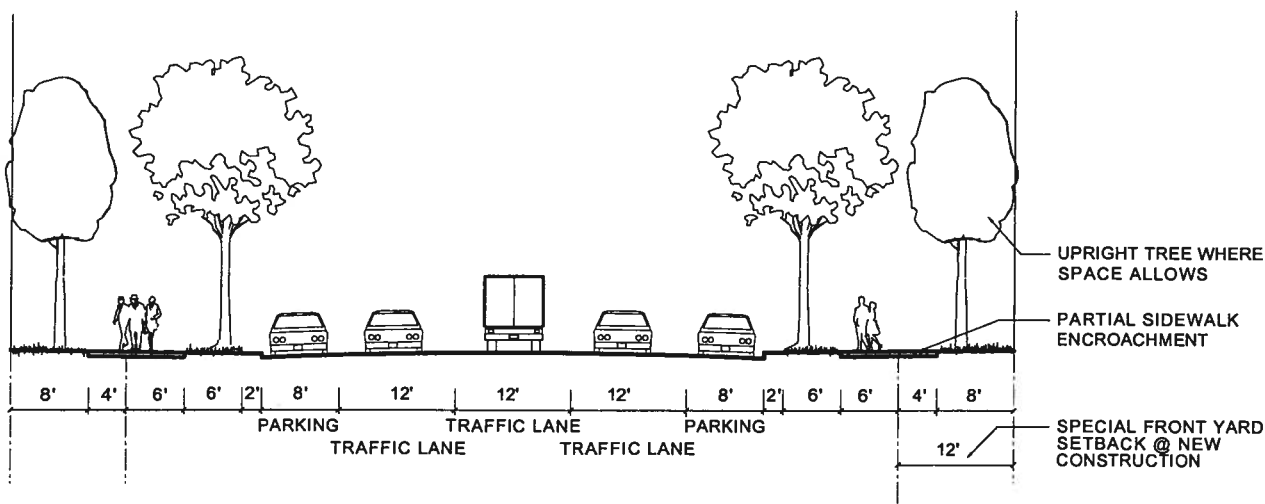 UPRIGHT TREE WHERE
SPACE ALLOWS
PARTIAL SIDEWALK
ENCROACHMENT
8' 4' 6' 6' 2' 8' 12' 12' 12' 8' 2' 6' 6' 4' 8'
PARKING TRAFFIC LANE PARKING
TRAFFIC LANE TRAFFIC LANE
12'
SPECIAL FRONT YARD
SETBACK @ NEW
CONSTRUCTION